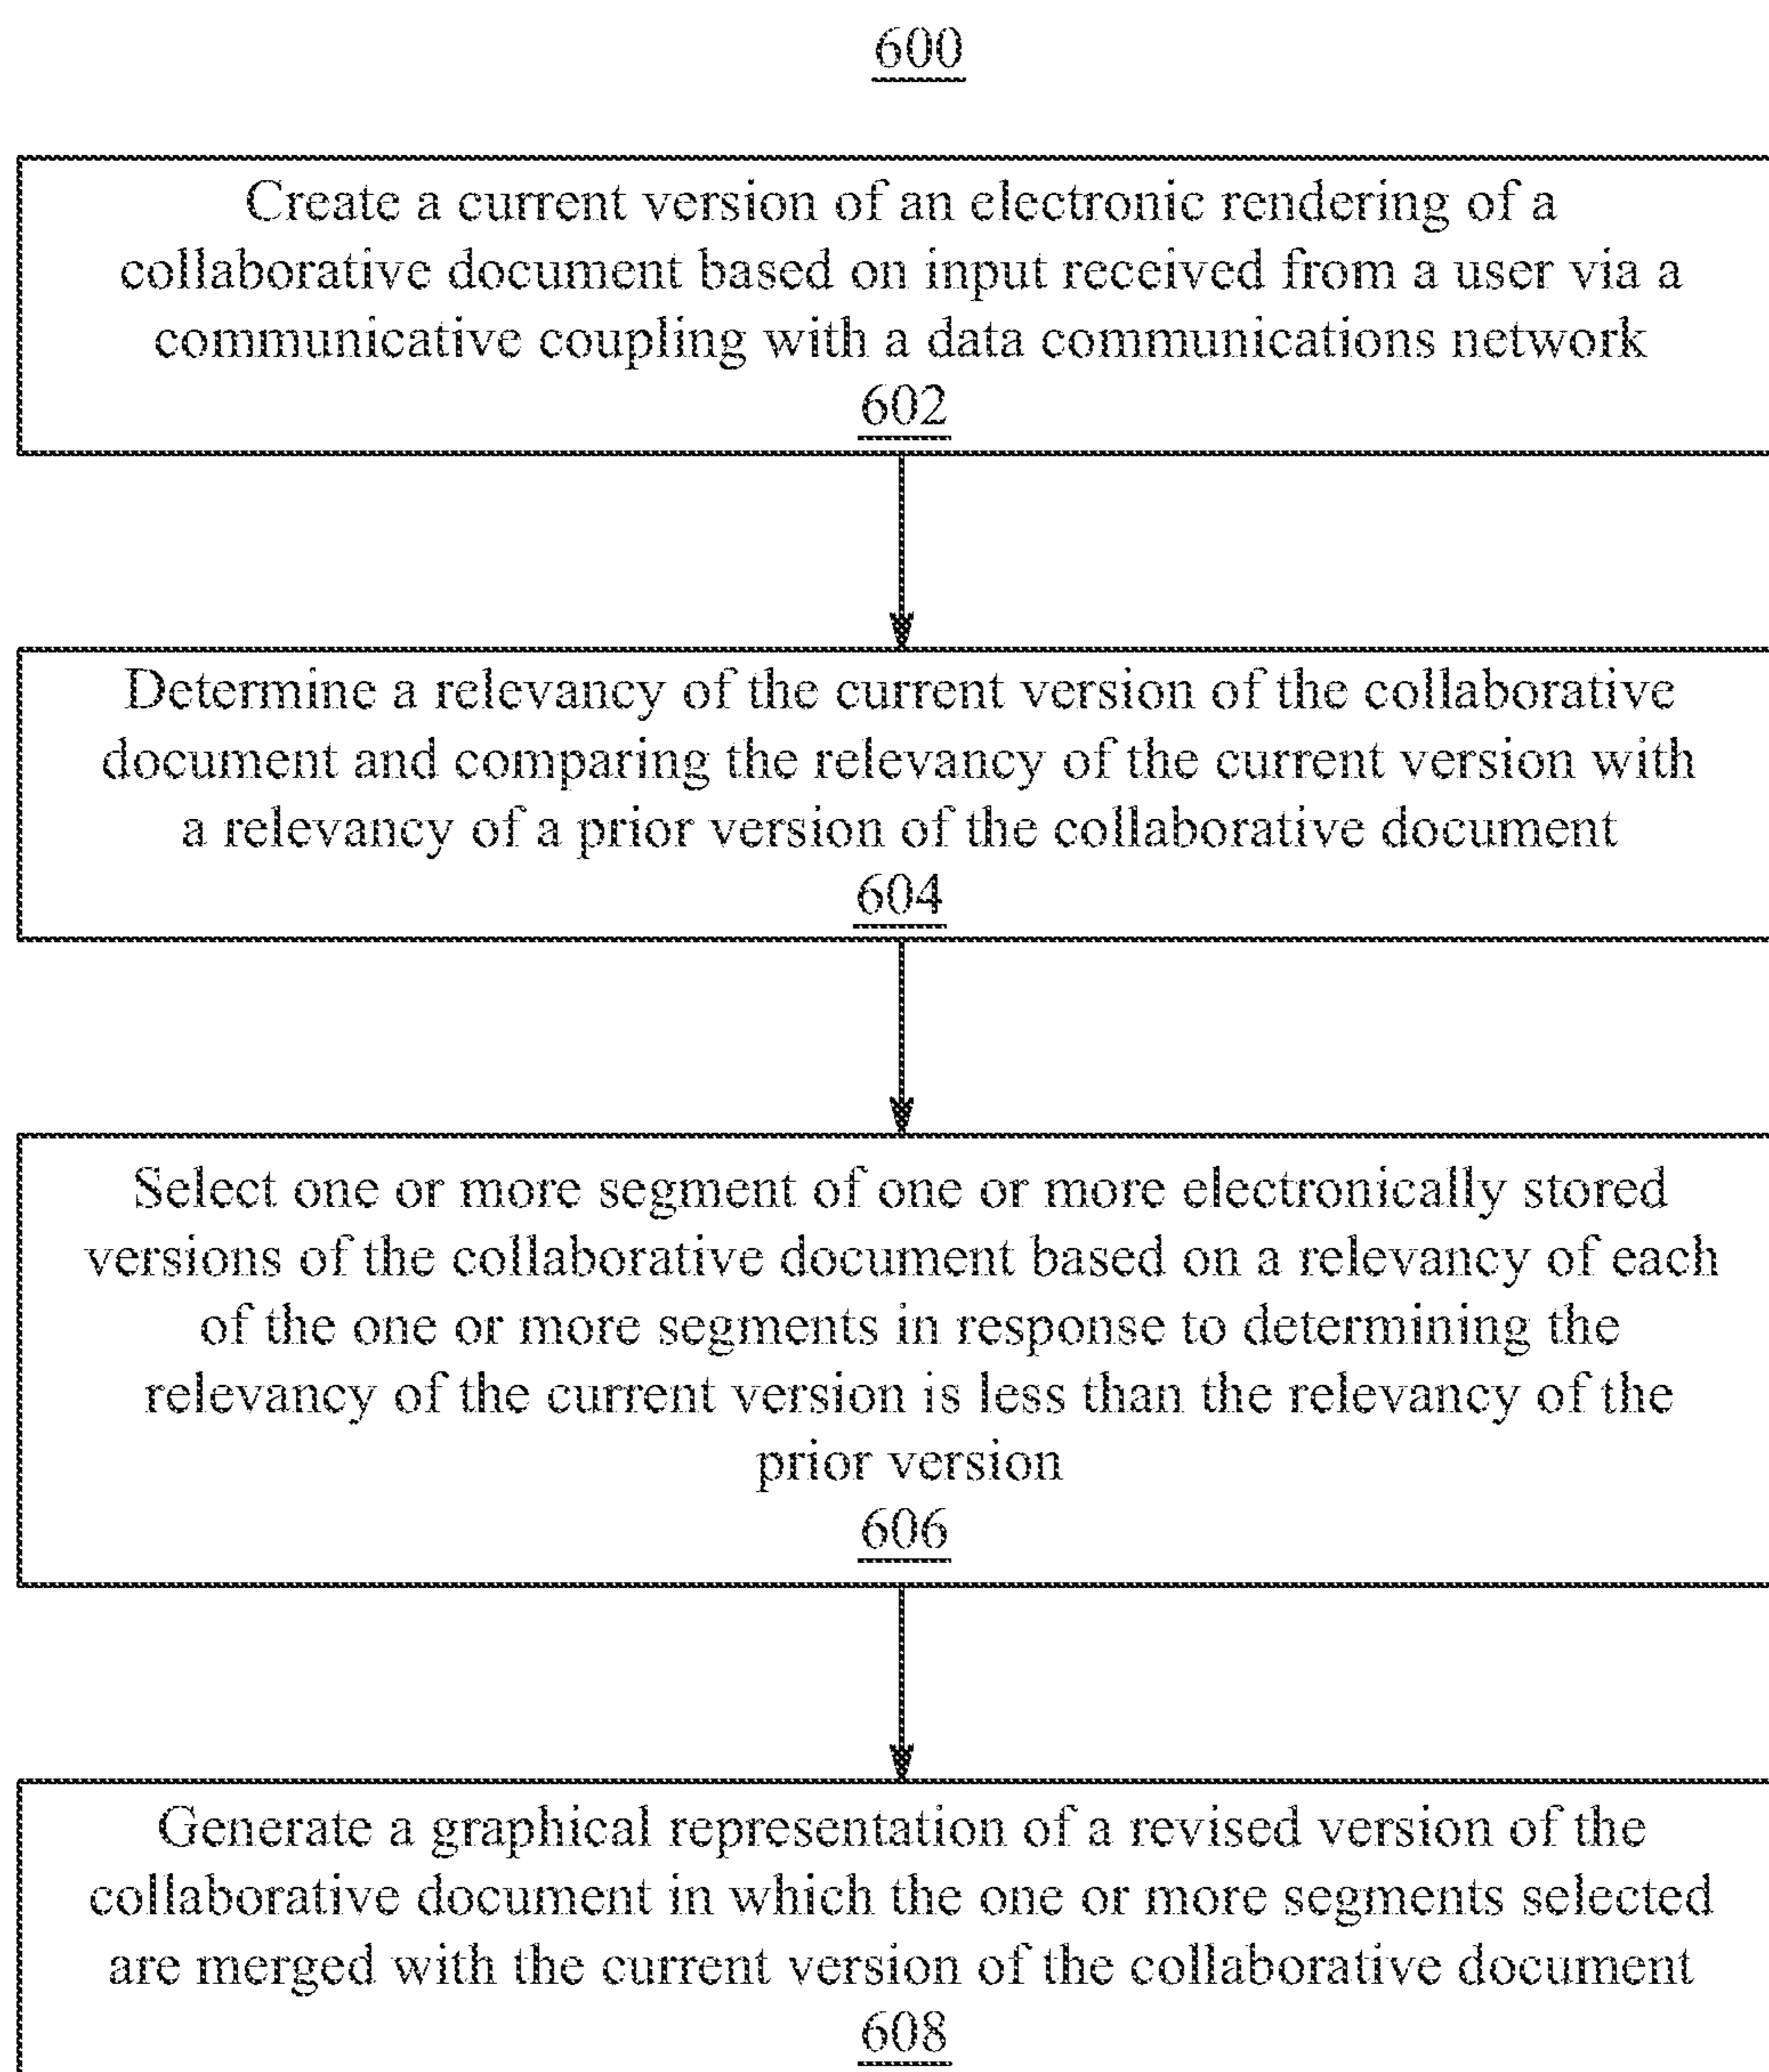 600
Create a current version of an electronic rendering of a
collaborative document based on input received from a user via a
communicative coupling with a data communications network
602
Determine a relevancy of the current version of the collaborative
document and comparing the relevancy of the current version with
a relevancy of a prior version of the collaborative document
604
Select one or more segment of one or more electronically stored
versions of the collaborative document based on a relevancy of each
of the one or more segments in response to determining the
relevancy of the current version is less than the relevancy of the
prior version
606
Generate a graphical representation of a revised version of the
collaborative document in which the one or more segments selected
are merged with the current version of the collaborative document
608